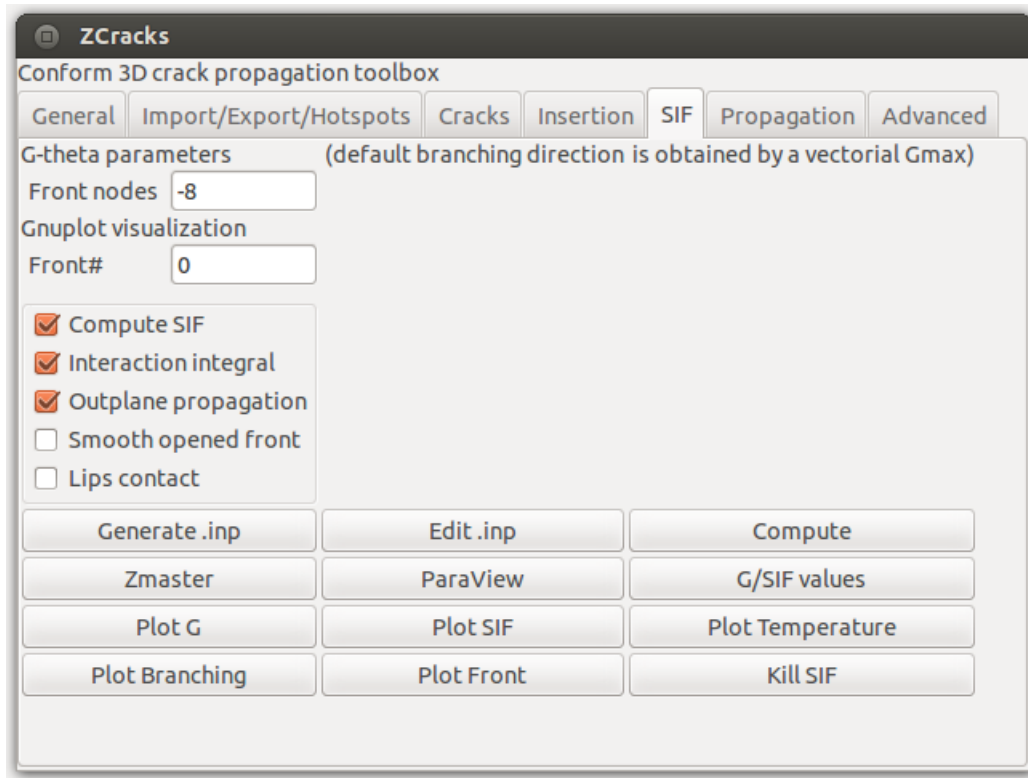 ZCracks
Conform 3D crack propagation toolbox
General Import/Export/Hotspots Cracks Insertion SIF Propagation Advanced
G-theta parameters (default branching direction is obtained by a vectorial Gmax)
Front nodes -8
Gnuplot visualization
Front# 0
Compute SIF
Interaction integral
Outplane propagation
Smooth opened front
Lips contact
Generate .inp Edit .inp Compute
Zmaster ParaView G/SIF values
Plot G Plot SIF Plot Temperature
Plot Branching Plot Front Kill SIF